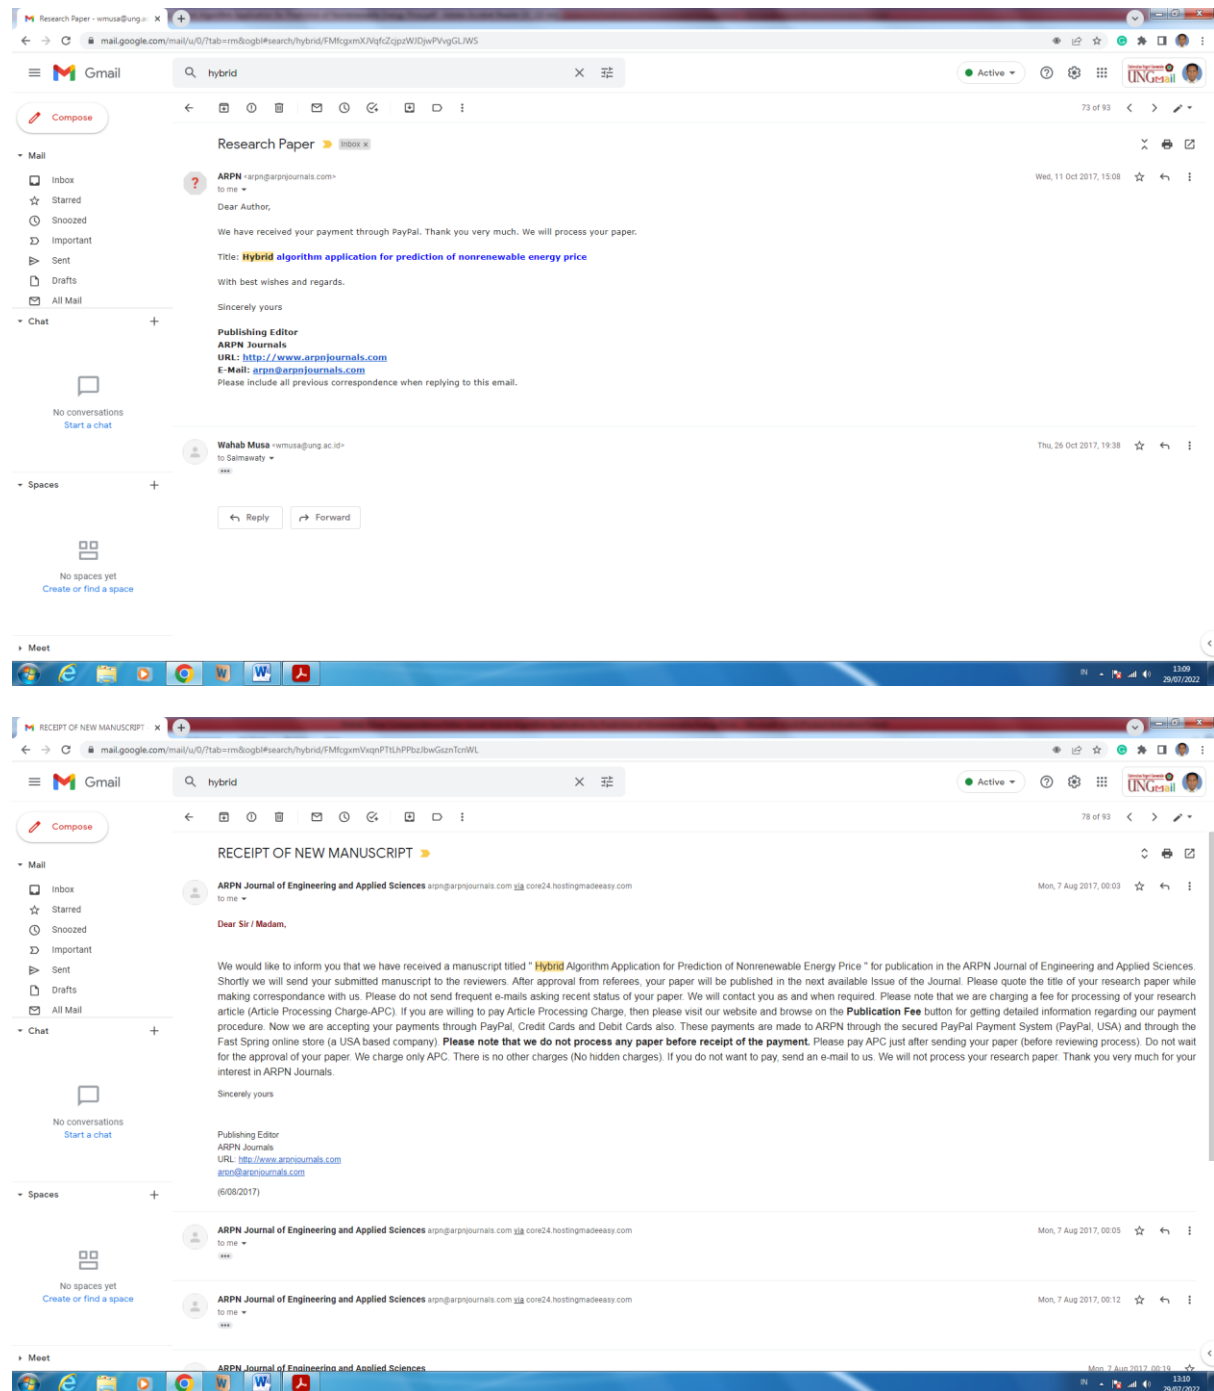 Research Paper - wmusa@ung.ac
mail.google.com/mail/u/0/?tab=rm&ogbl#search/hybrid/FMfcgxmXJVqfcZcjpzWJDjwPVvgGLJWS
Gmail
hybrid
Active
UNGmail
Compose
73 of 93
Mail
Inbox
Starred
Snoozed
Important
Sent
Drafts
All Mail
Chat
No conversations
Start a chat
Spaces
No spaces yet
Create or find a space
Meet
Research Paper Inbox x
ARPN <arpn@arpnjournals.com>
Wed, 11 Oct 2017, 15:08
to me
Dear Author,
We have received your payment through PayPal. Thank you very much. We will process your paper.
Title: Hybrid algorithm application for prediction of nonrenewable energy price
With best wishes and regards.
Sincerely yours
Publishing Editor
ARPN Journals
URL: http://www.arpnjournals.com
E-Mail: arpn@arpnjournals.com
Please include all previous correspondence when replying to this email.
Wahab Musa <wmusa@ung.ac.id>
Thu, 26 Oct 2017, 19:38
to Salmawaty
Reply Forward
IN 13:09
29/07/2022
RECEIPT OF NEW MANUSCRIPT
mail.google.com/mail/u/0/?tab=rm&ogbl#search/hybrid/FMfcgxmVxqnPTtLhPPbzJbwGsznTcnWL
Gmail
hybrid
Active
UNGmail
Compose
78 of 93
Mail
Inbox
Starred
Snoozed
Important
Sent
Drafts
All Mail
Chat
No conversations
Start a chat
Spaces
No spaces yet
Create or find a space
Meet
RECEIPT OF NEW MANUSCRIPT
ARPN Journal of Engineering and Applied Sciences arpn@arpnjournals.com via core24.hostingmadeeasy.com
Mon, 7 Aug 2017, 00:03
to me
Dear Sir / Madam,
We would like to inform you that we have received a manuscript titled " Hybrid Algorithm Application for Prediction of Nonrenewable Energy Price " for publication in the ARPN Journal of Engineering and Applied Sciences.
Shortly we will send your submitted manuscript to the reviewers. After approval from referees, your paper will be published in the next available Issue of the Journal. Please quote the title of your research paper while
making correspondance with us. Please do not send frequent e-mails asking recent status of your paper. We will contact you as and when required. Please note that we are charging a fee for processing of your research
article (Article Processing Charge-APC). If you are willing to pay Article Processing Charge, then please visit our website and browse on the Publication Fee button for getting detailed information regarding our payment
procedure. Now we are accepting your payments through PayPal, Credit Cards and Debit Cards also. These payments are made to ARPN through the secured PayPal Payment System (PayPal, USA) and through the
Fast Spring online store (a USA based company). Please note that we do not process any paper before receipt of the payment. Please pay APC just after sending your paper (before reviewing process). Do not wait
for the approval of your paper. We charge only APC. There is no other charges (No hidden charges). If you do not want to pay, send an e-mail to us. We will not process your research paper. Thank you very much for your
interest in ARPN Journals.
Sincerely yours
Publishing Editor
ARPN Journals
URL: http://www.arpnjournals.com
arpn@arpnjournals.com
(6/08/2017)
ARPN Journal of Engineering and Applied Sciences arpn@arpnjournals.com via core24.hostingmadeeasy.com
Mon, 7 Aug 2017, 00:05
to me
ARPN Journal of Engineering and Applied Sciences arpn@arpnjournals.com via core24.hostingmadeeasy.com
Mon, 7 Aug 2017, 00:12
to me
ARPN Journal of Engineering and Applied Sciences
Mon, 7 Aug 2017, 00:19
IN 13:10
29/07/2022